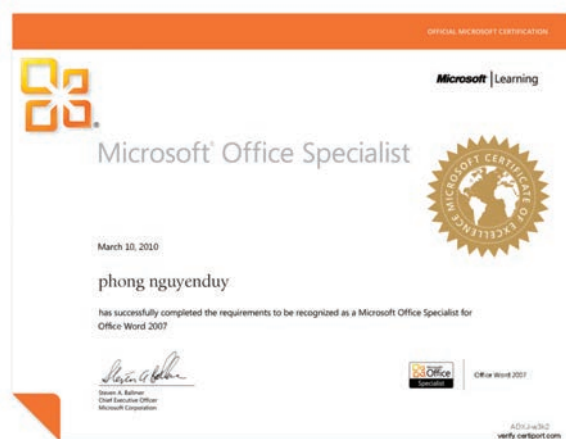 OFFICIAL MICROSOFT CERTIFICATION
Microsoft | Learning
Microsoft® Office Specialist
MICROSOFT CERTIFICATE OF EXCELLENCE
March 10, 2010
phong nguyenduy
has successfully completed the requirements to be recognized as a Microsoft Office Specialist for
Office Word 2007
Steven A. Ballmer
Chief Executive Officer
Microsoft Corporation
Office
Specialist
Office Word 2007
verify.certiport.com